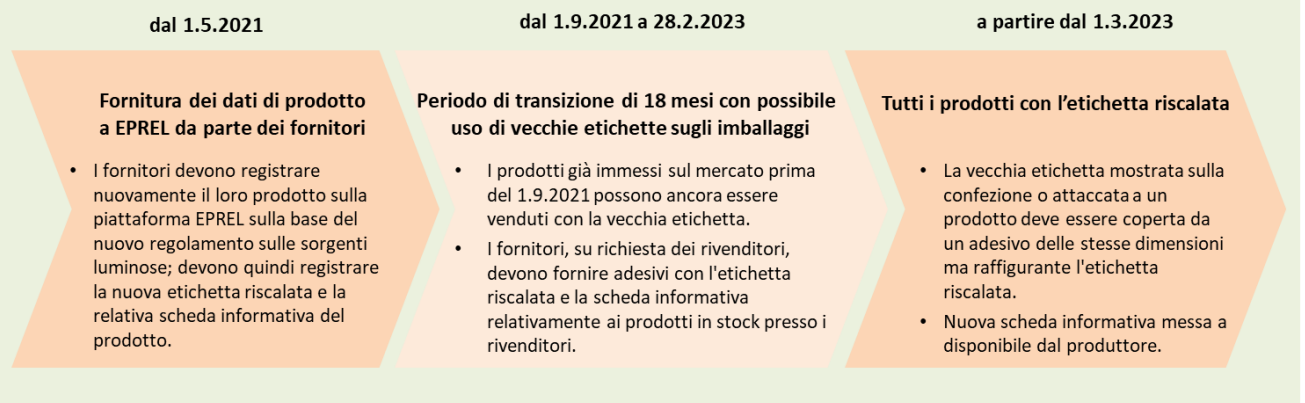 dal 1.5.2021
Fornitura dei dati di prodotto
a EPREL da parte dei fornitori
• I fornitori devono registrare
nuovamente il loro prodotto sulla
piattaforma EPREL sulla base del
nuovo regolamento sulle sorgenti
luminose; devono quindi registrare
la nuova etichetta riscalata e la
relativa scheda informativa del
prodotto.
dal 1.9.2021 a 28.2.2023
Periodo di transizione di 18 mesi con possibile
uso di vecchie etichette sugli imballaggi
• I prodotti già immessi sul mercato prima
del 1.9.2021 possono ancora essere
venduti con la vecchia etichetta.
• I fornitori, su richiesta dei rivenditori,
devono fornire adesivi con l'etichetta
riscalata e la scheda informativa
relativamente ai prodotti in stock presso i
rivenditori.
a partire dal 1.3.2023
Tutti i prodotti con l’etichetta riscalata
• La vecchia etichetta mostrata sulla
confezione o attaccata a un
prodotto deve essere coperta da
un adesivo delle stesse dimensioni
ma raffigurante l'etichetta
riscalata.
• Nuova scheda informativa messa a
disponibile dal produttore.